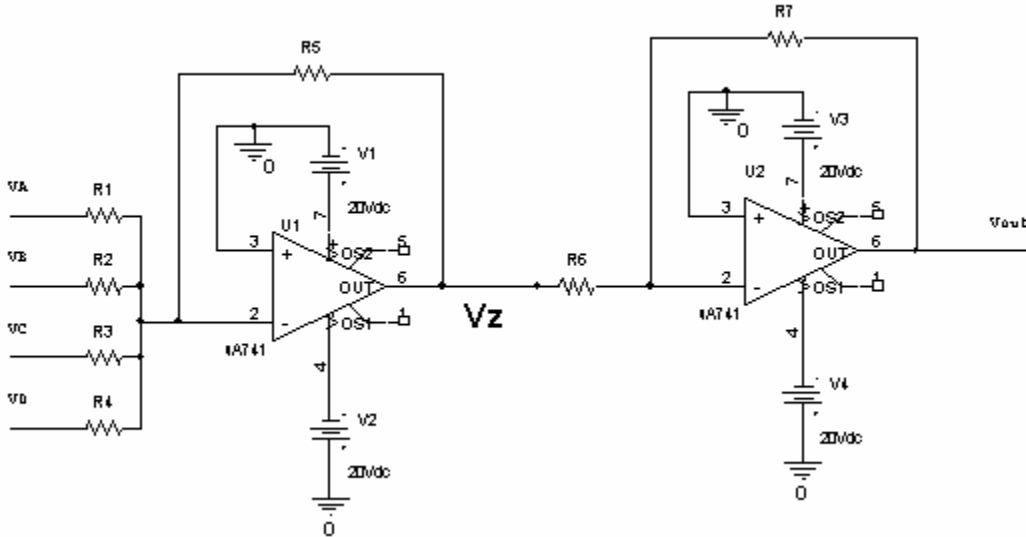 R5
R7
0
V1
20Vdc
0
V3
20Vdc
VA
R1
U1
7
3
+
OS2
5
OUT
6
2
-
OS1
1
uA741
4
VB
R2
VC
R3
VD
R4
V2
20Vdc
0
Vz
R6
U2
7
3
+
OS2
5
OUT
6
2
-
OS1
1
uA741
4
Vout
V4
20Vdc
0